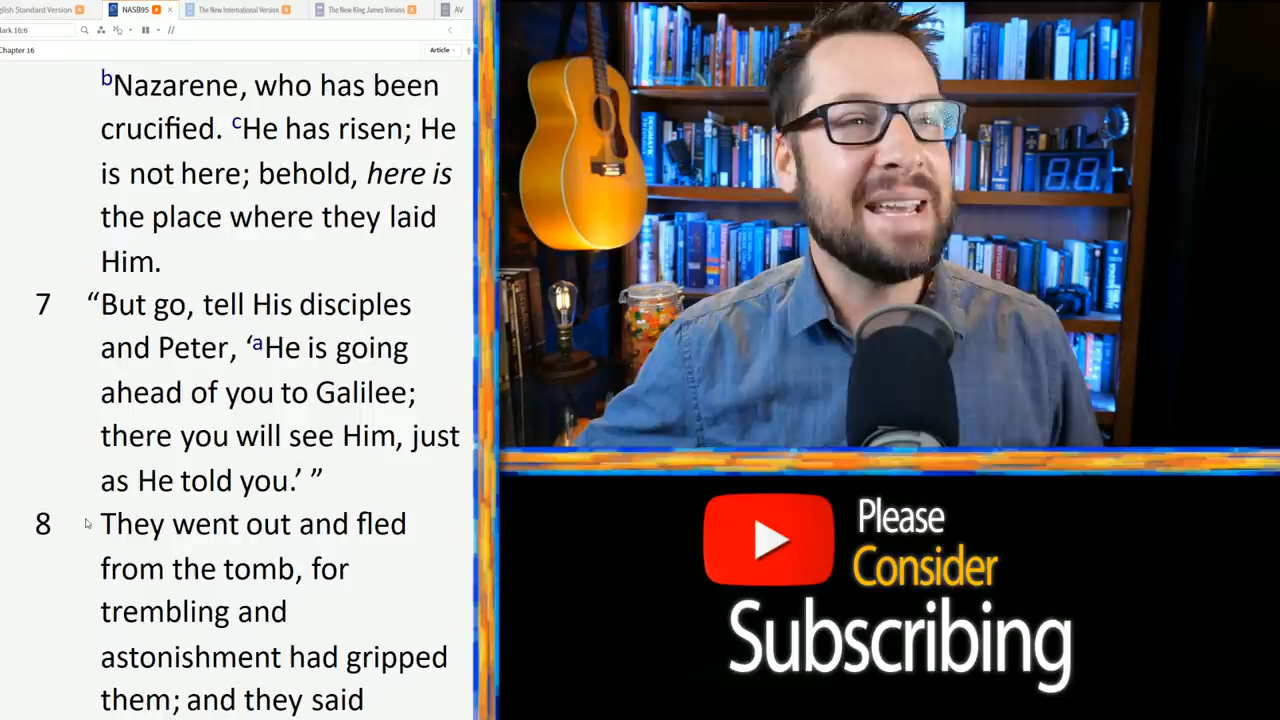 glish Standard Version
NASB95
The New International Version
The New King James Version
AV
ark 16:6
Chapter 16
Article
bNazarene, who has been
crucified. cHe has risen; He
is not here; behold, here is
the place where they laid
Him.
7 “But go, tell His disciples
and Peter, ‘aHe is going
ahead of you to Galilee;
there you will see Him, just
as He told you.’ ”
8 They went out and fled
from the tomb, for
trembling and
astonishment had gripped
them; and they said
Please
Consider
Subscribing